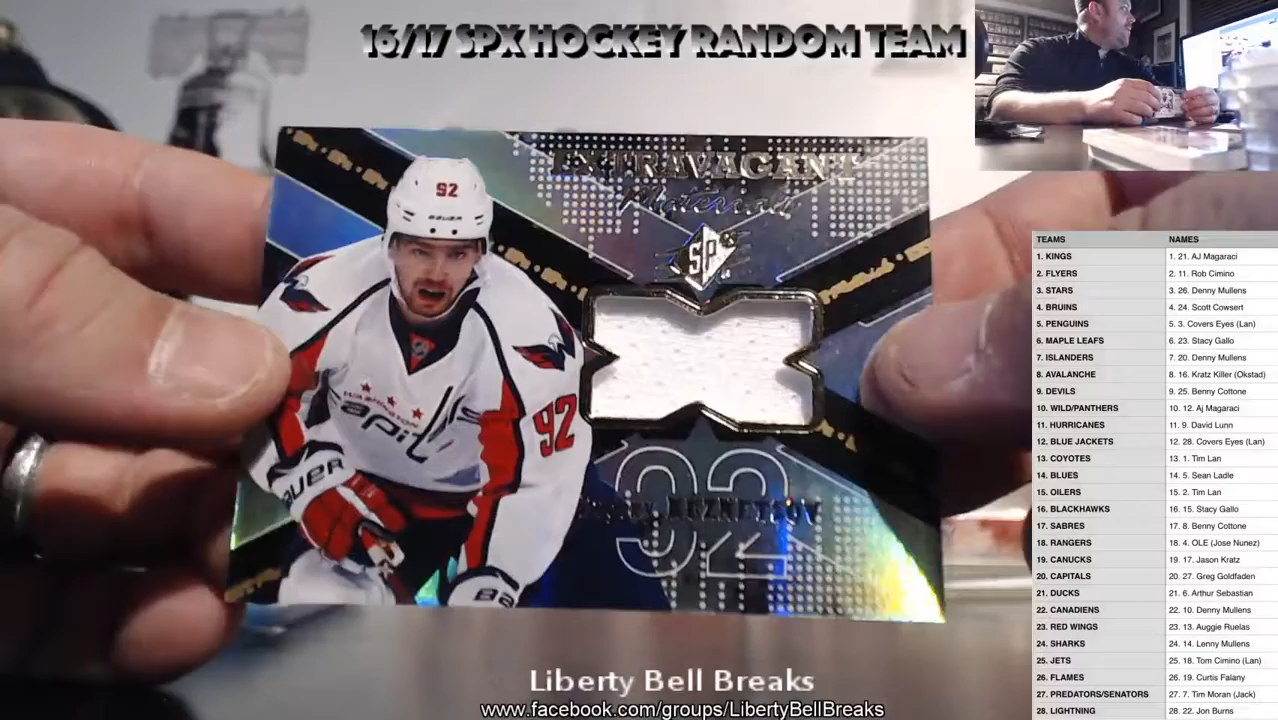 16/17 SPX HOCKEY RANDOM TEAM
EXTRAVAGANT
Materials
SPX
92
BAUER
Capitals
92
BAUER
92
KUZNETSOV
TEAMS NAMES
1. KINGS 1. 21. AJ Magaraci
2. FLYERS 2. 11. Rob Cimino
3. STARS 3. 26. Denny Mullens
4. BRUINS 4. 24. Scott Cowsert
5. PENGUINS 5. 3. Covers Eyes (Lan)
6. MAPLE LEAFS 6. 23. Stacy Gallo
7. ISLANDERS 7. 20. Denny Mullens
8. AVALANCHE 8. 16. Kratz Killer (Okstad)
9. DEVILS 9. 25. Benny Cottone
10. WILD/PANTHERS 10. 12. Aj Magaraci
11. HURRICANES 11. 9. David Lunn
12. BLUE JACKETS 12. 28. Covers Eyes (Lan)
13. COYOTES 13. 1. Tim Lan
14. BLUES 14. 5. Sean Ladle
15. OILERS 15. 2. Tim Lan
16. BLACKHAWKS 16. 15. Stacy Gallo
17. SABRES 17. 8. Benny Cottone
18. RANGERS 18. 4. OLE (Jose Nunez)
19. CANUCKS 19. 17. Jason Kratz
20. CAPITALS 20. 27. Greg Goldfaden
21. DUCKS 21. 6. Arthur Sebastian
22. CANADIENS 22. 10. Denny Mullens
23. RED WINGS 23. 13. Auggie Ruelas
24. SHARKS 24. 14. Lenny Mullens
25. JETS 25. 18. Tom Cimino (Lan)
26. FLAMES 26. 19. Curtis Falany
27. PREDATORS/SENATORS 27. 7. Tim Moran (Jack)
28. LIGHTNING 28. 22. Jon Burns
Liberty Bell Breaks
www.facebook.com/groups/LibertyBellBreaks